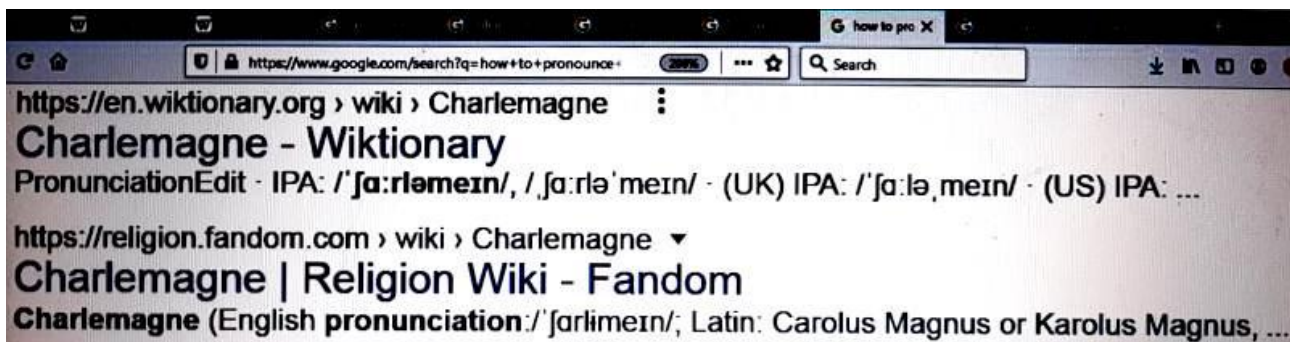 G how to pro X
https://www.google.com/search?q=how+to+pronounce+ 200% Search
https://en.wiktionary.org › wiki › Charlemagne
Charlemagne - Wiktionary
PronunciationEdit · IPA: /ˈʃɑːrləmeɪn/, /ˌʃɑːrləˈmeɪn/ · (UK) IPA: /ˈʃɑːləˌmeɪn/ · (US) IPA: ...
https://religion.fandom.com › wiki › Charlemagne
Charlemagne | Religion Wiki - Fandom
Charlemagne (English pronunciation:/ˈʃɑrlɨmeɪn/; Latin: Carolus Magnus or Karolus Magnus, ...